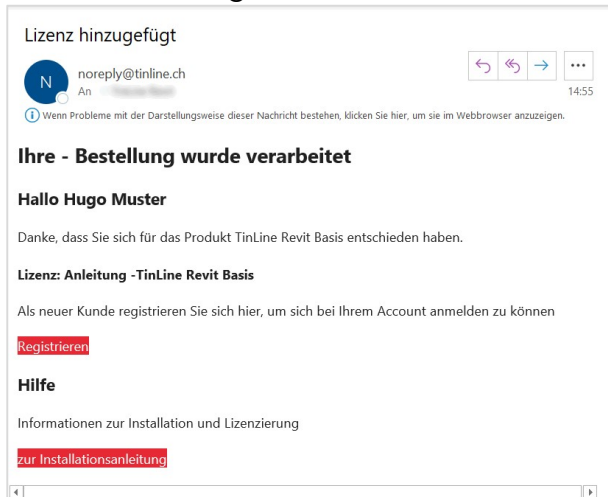 Lizenz hinzugefügt
N
noreply@tinline.ch
An
14:55
Wenn Probleme mit der Darstellungsweise dieser Nachricht bestehen, klicken Sie hier, um sie im Webbrowser anzuzeigen.
Ihre - Bestellung wurde verarbeitet
Hallo Hugo Muster
Danke, dass Sie sich für das Produkt TinLine Revit Basis entschieden haben.
Lizenz: Anleitung -TinLine Revit Basis
Als neuer Kunde registrieren Sie sich hier, um sich bei Ihrem Account anmelden zu können
Registrieren
Hilfe
Informationen zur Installation und Lizenzierung
zur Installationsanleitung